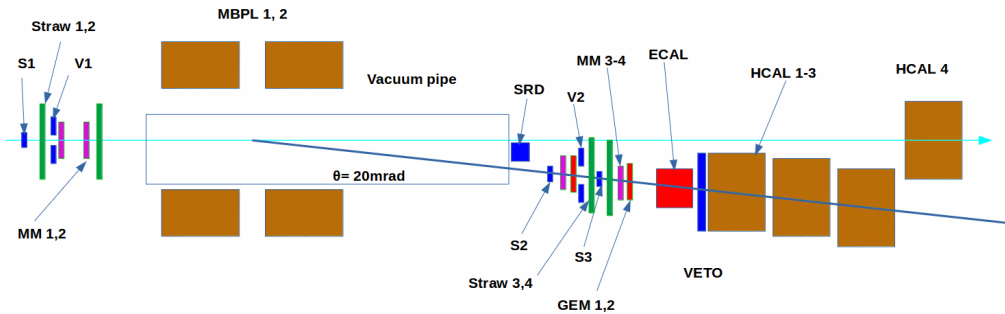 MBPL 1, 2
Straw 1,2
S1
V1
Vacuum pipe
SRD
V2
MM 3-4
ECAL
HCAL 1-3
HCAL 4
θ= 20mrad
MM 1,2
S2
S3
Straw 3,4
VETO
GEM 1,2